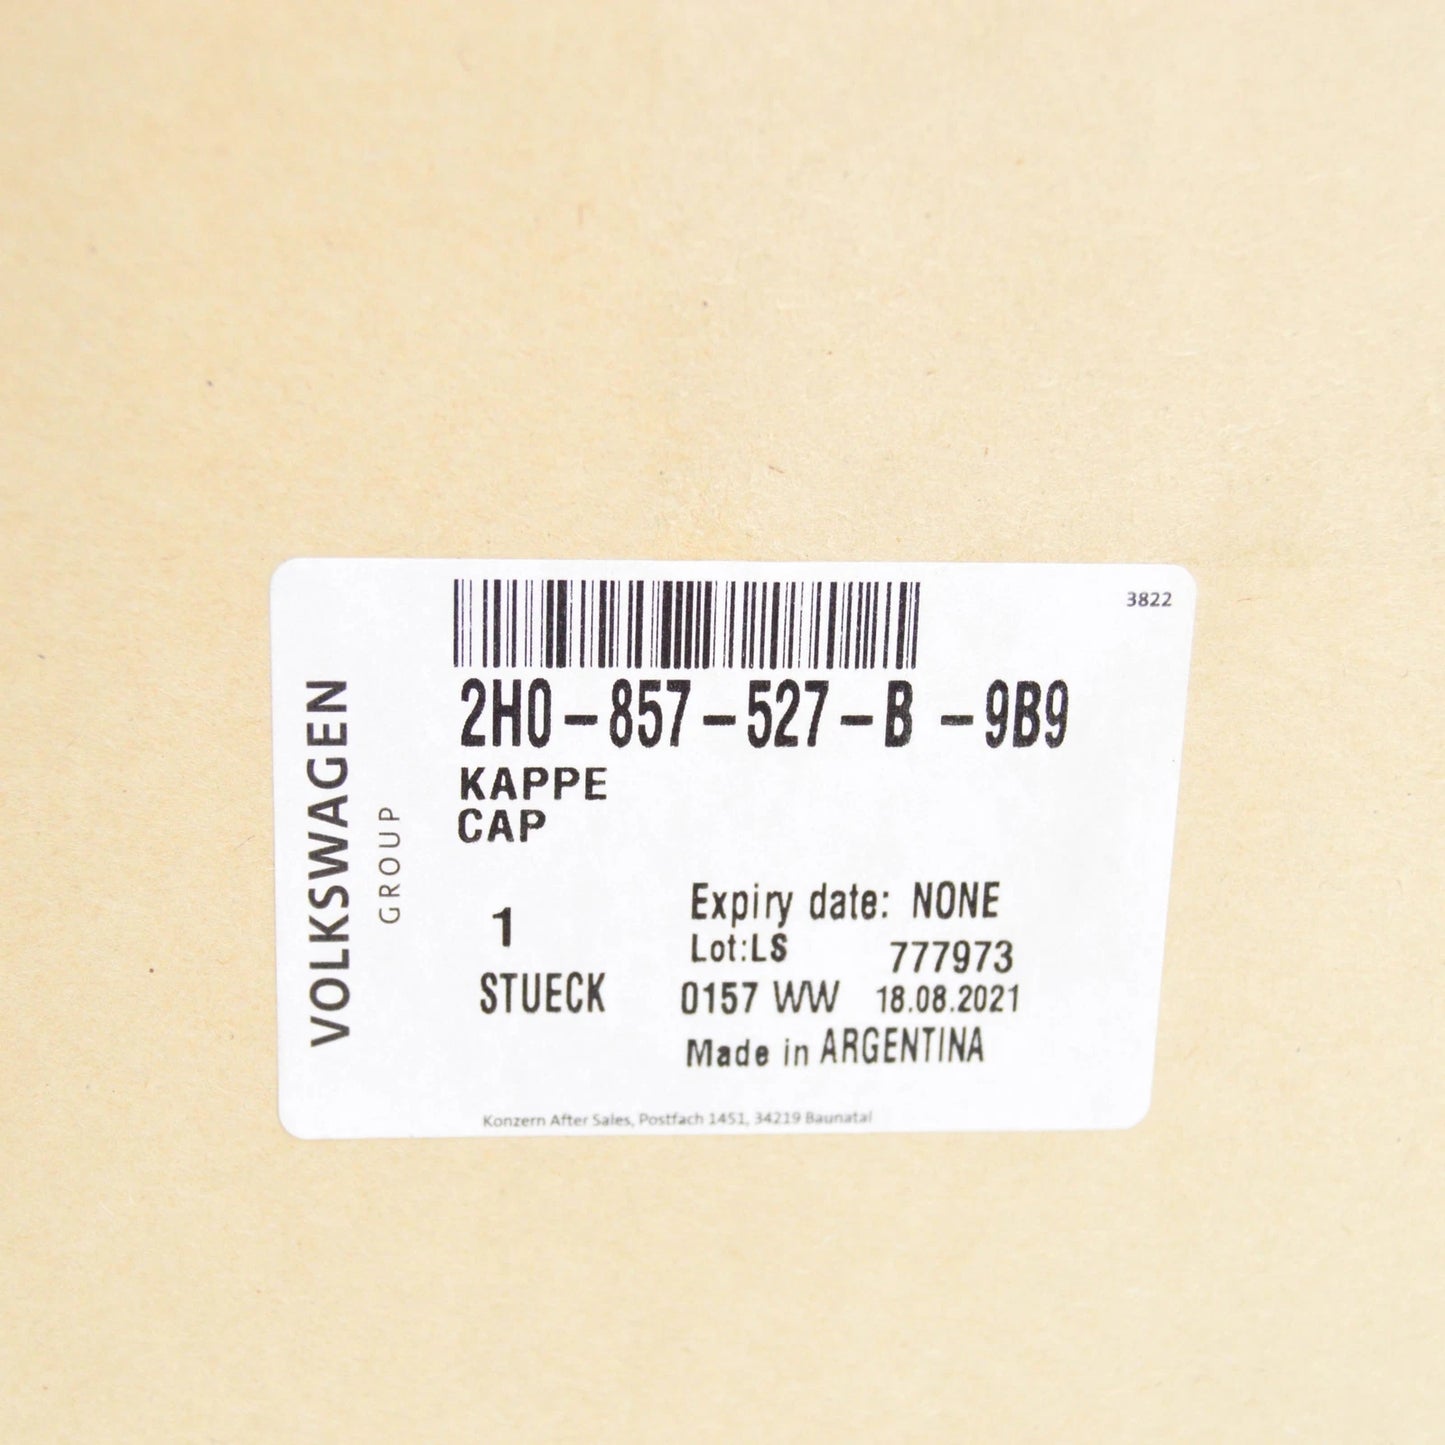 3822
2H0-857-527-B -9B9
KAPPE
CAP
VOLKSWAGEN
GROUP
1
STUECK
Expiry date: NONE
Lot:LS 777973
0157 WW 18.08.2021
Made in ARGENTINA
Konzern After Sales, Postfach 1451, 34219 Baunatal